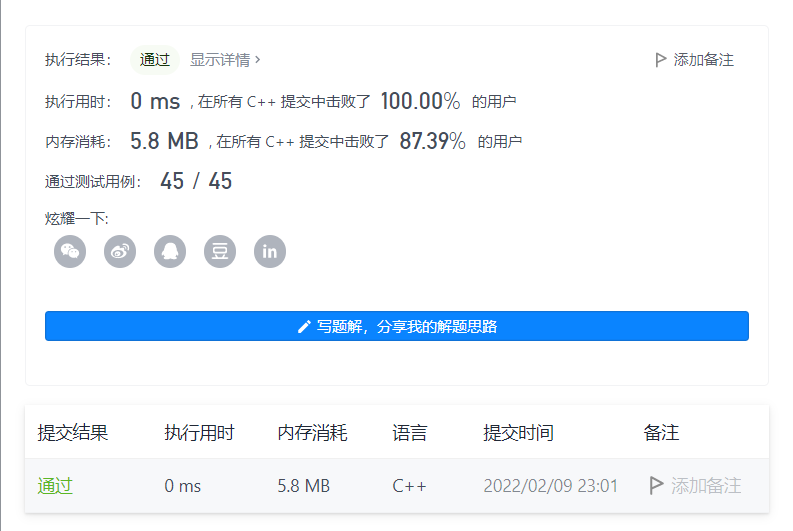 执行结果： 通过 显示详情 › 添加备注
执行用时： 0 ms , 在所有 C++ 提交中击败了 100.00% 的用户
内存消耗： 5.8 MB , 在所有 C++ 提交中击败了 87.39% 的用户
通过测试用例： 45 / 45
炫耀一下:
豆 in
写题解，分享我的解题思路
提交结果 执行用时 内存消耗 语言 提交时间 备注
通过 0 ms 5.8 MB C++ 2022/02/09 23:01 添加备注